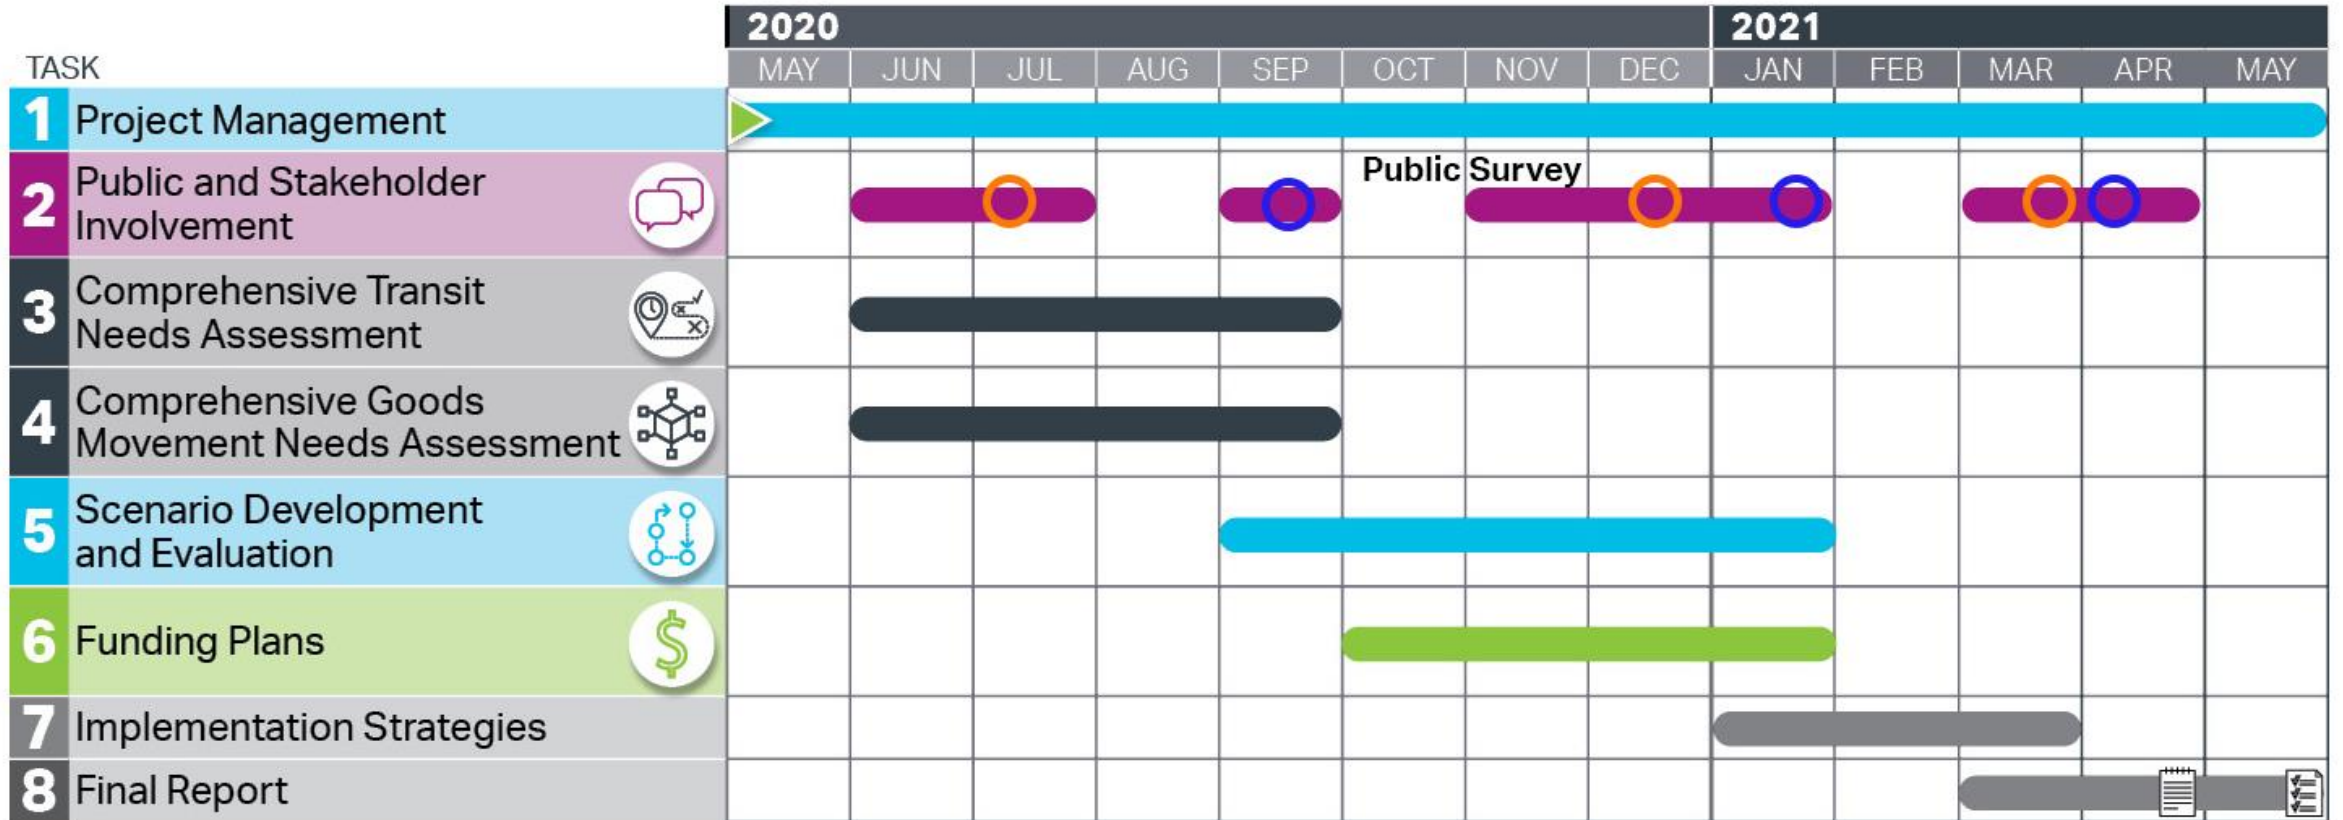 2020 2021
TASK MAY JUN JUL AUG SEP OCT NOV DEC JAN FEB MAR APR MAY
1 Project Management
2 Public and Stakeholder
Involvement
Public Survey
3 Comprehensive Transit
Needs Assessment
4 Comprehensive Goods
Movement Needs Assessment
5 Scenario Development
and Evaluation
6 Funding Plans
$
7 Implementation Strategies
8 Final Report